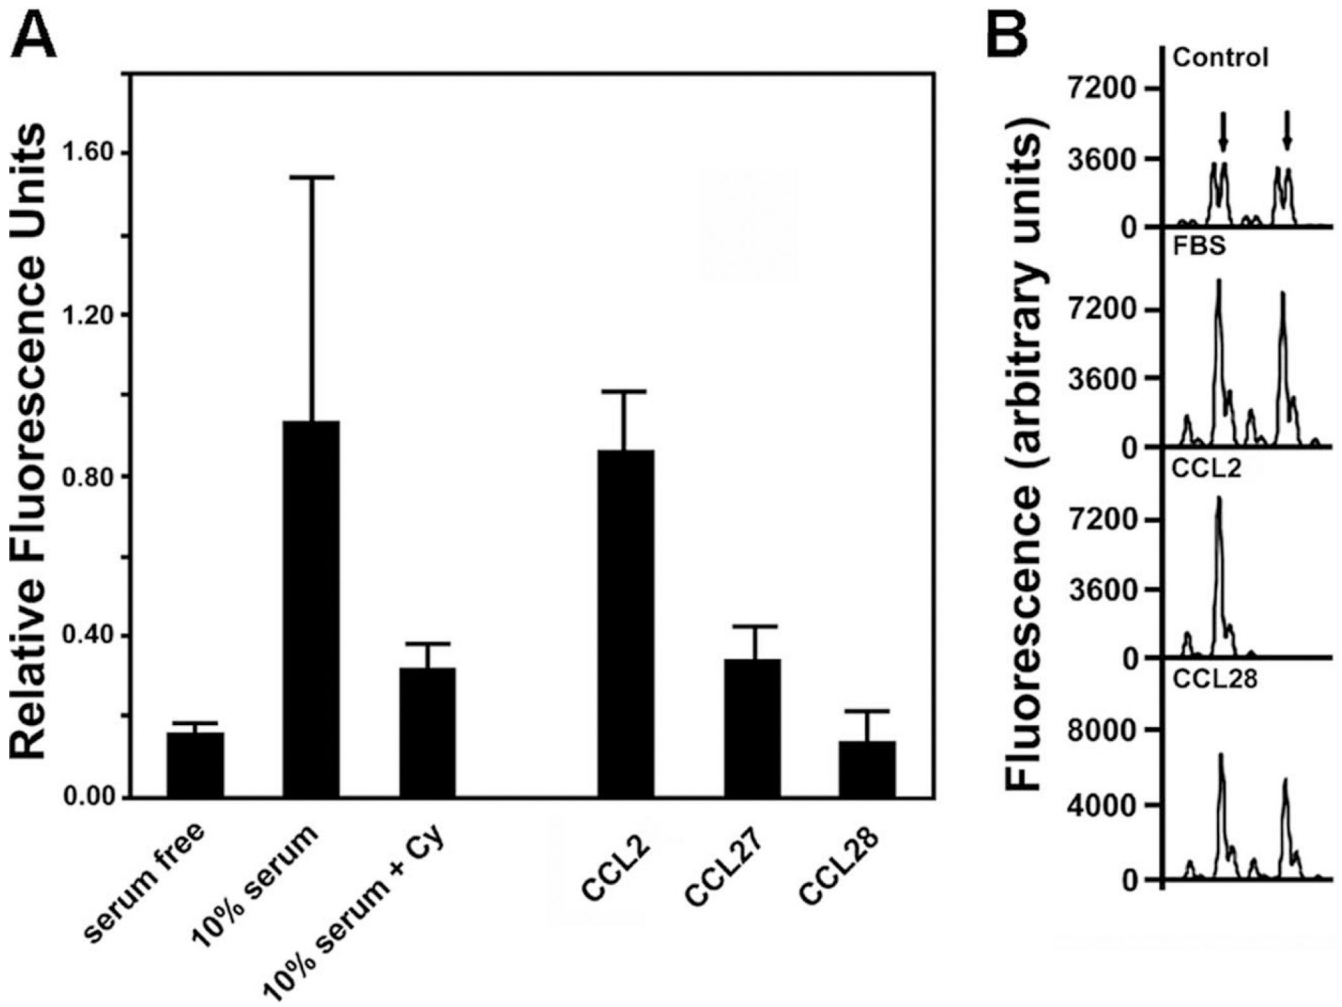 A
Relative Fluorescence Units
1.60
1.20
0.80
0.40
0.00
serum free
10% serum
10% serum + Cy
CCL2
CCL27
CCL28
B
Fluorescence (arbitrary units)
Control
7200
3600
0
FBS
7200
3600
0
CCL2
7200
3600
0
CCL28
8000
4000
0